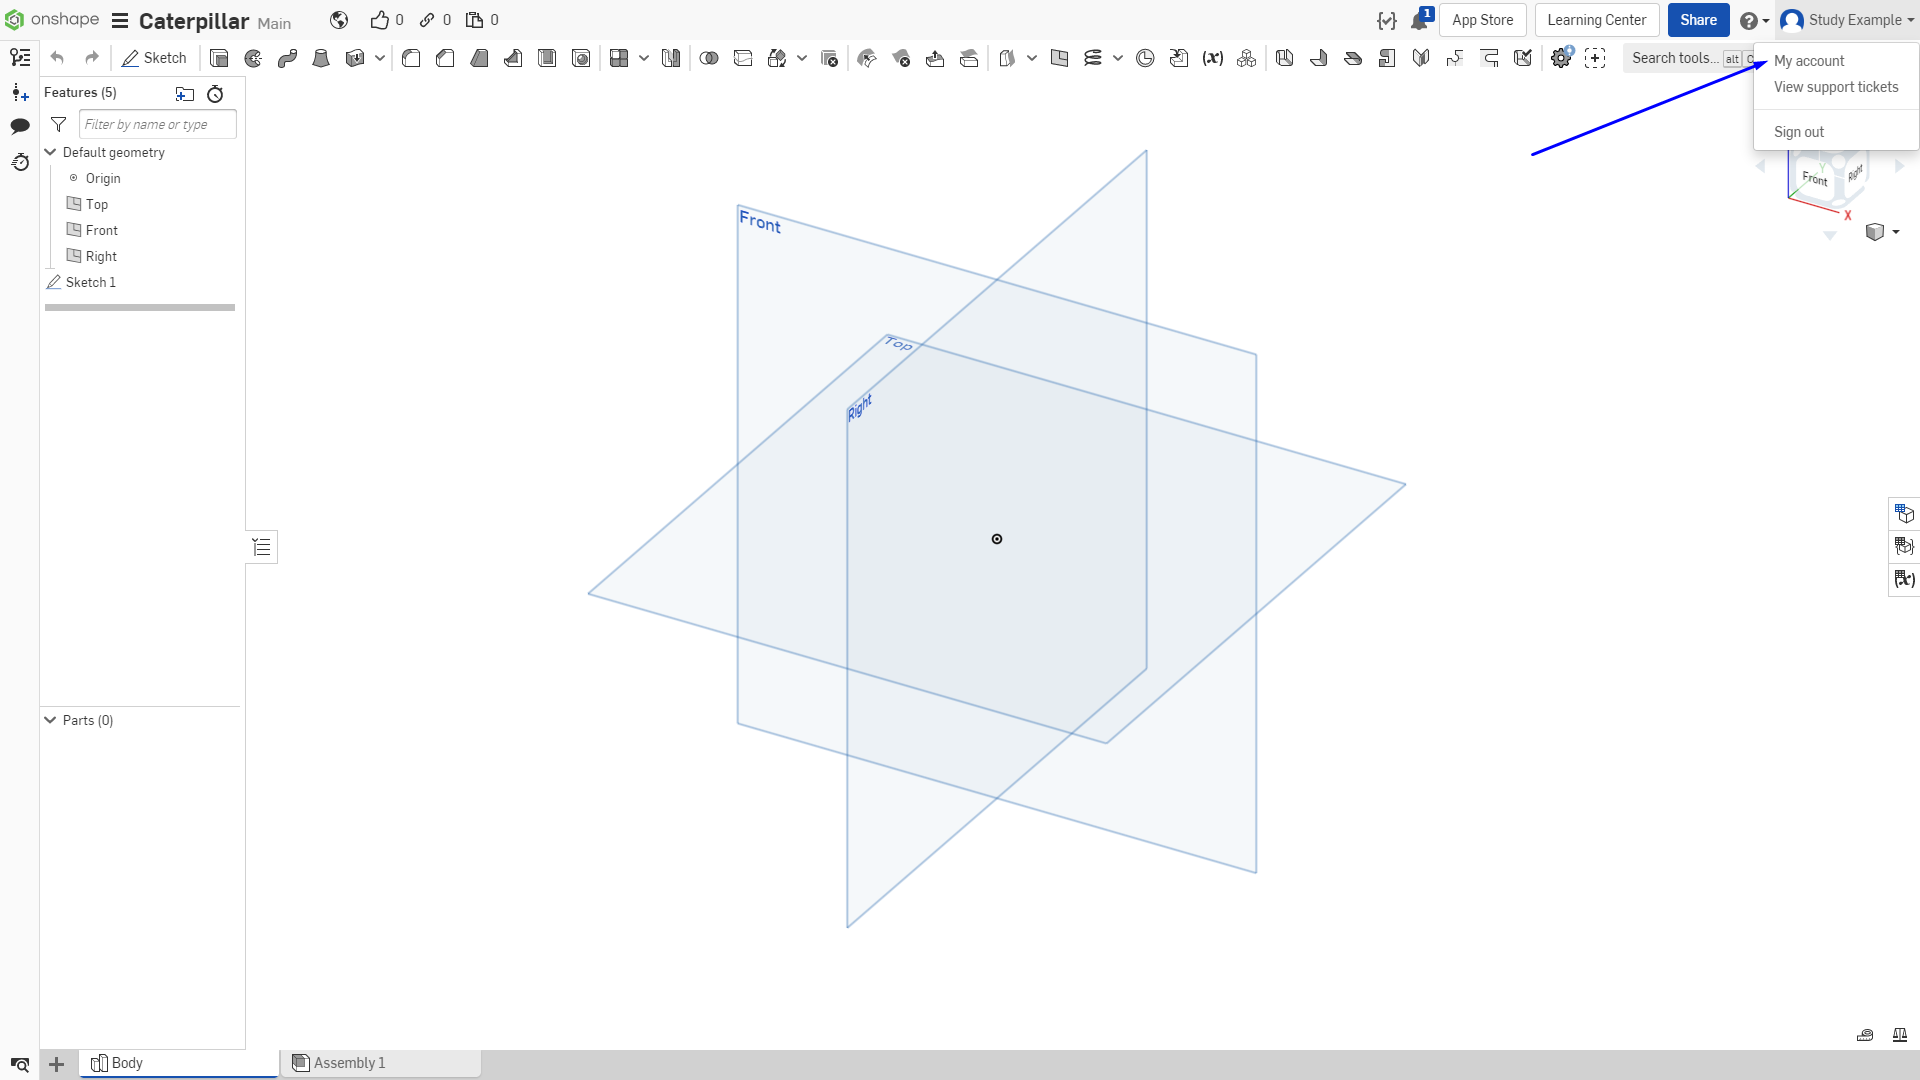 onshape Caterpillar Main 0 0 0 1 App Store Learning Center Share Study Example
Sketch Search tools... alt
My account
View support tickets
Sign out
Features (5)
Filter by name or type
Default geometry
Origin
Top
Front
Right
Sketch 1
Front
Top
Right
Front Right
Y
X
Parts (0)
Body Assembly 1